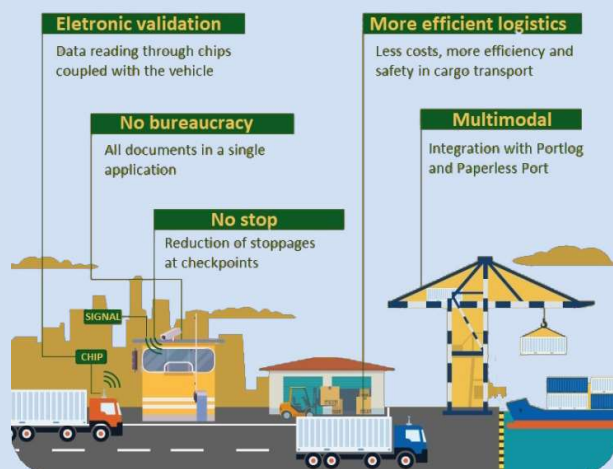 Eletronic validation
Data reading through chips
coupled with the vehicle
More efficient logistics
Less costs, more efficiency and
safety in cargo transport
No bureaucracy
All documents in a single
application
Multimodal
Integration with Portlog
and Paperless Port
No stop
Reduction of stoppages
at checkpoints
SIGNAL
CHIP